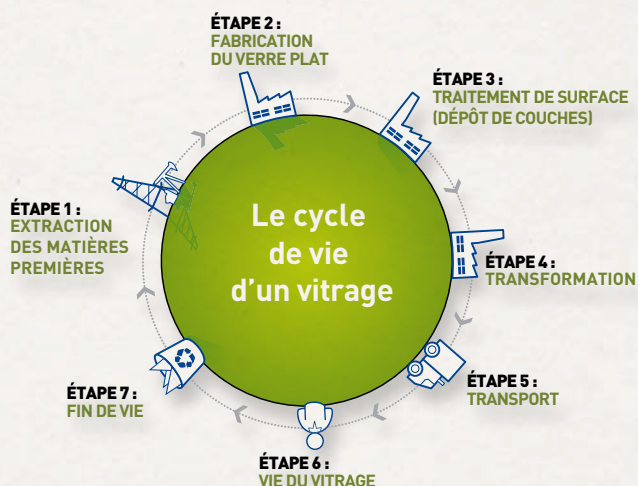 ÉTAPE 1 :
EXTRACTION
DES MATIÈRES
PREMIÈRES
ÉTAPE 2 :
FABRICATION
DU VERRE PLAT
ÉTAPE 3 :
TRAITEMENT DE SURFACE
(DÉPÔT DE COUCHES)
ÉTAPE 4 :
TRANSFORMATION
ÉTAPE 5 :
TRANSPORT
ÉTAPE 6 :
VIE DU VITRAGE
ÉTAPE 7 :
FIN DE VIE
Le cycle
de vie
d'un vitrage